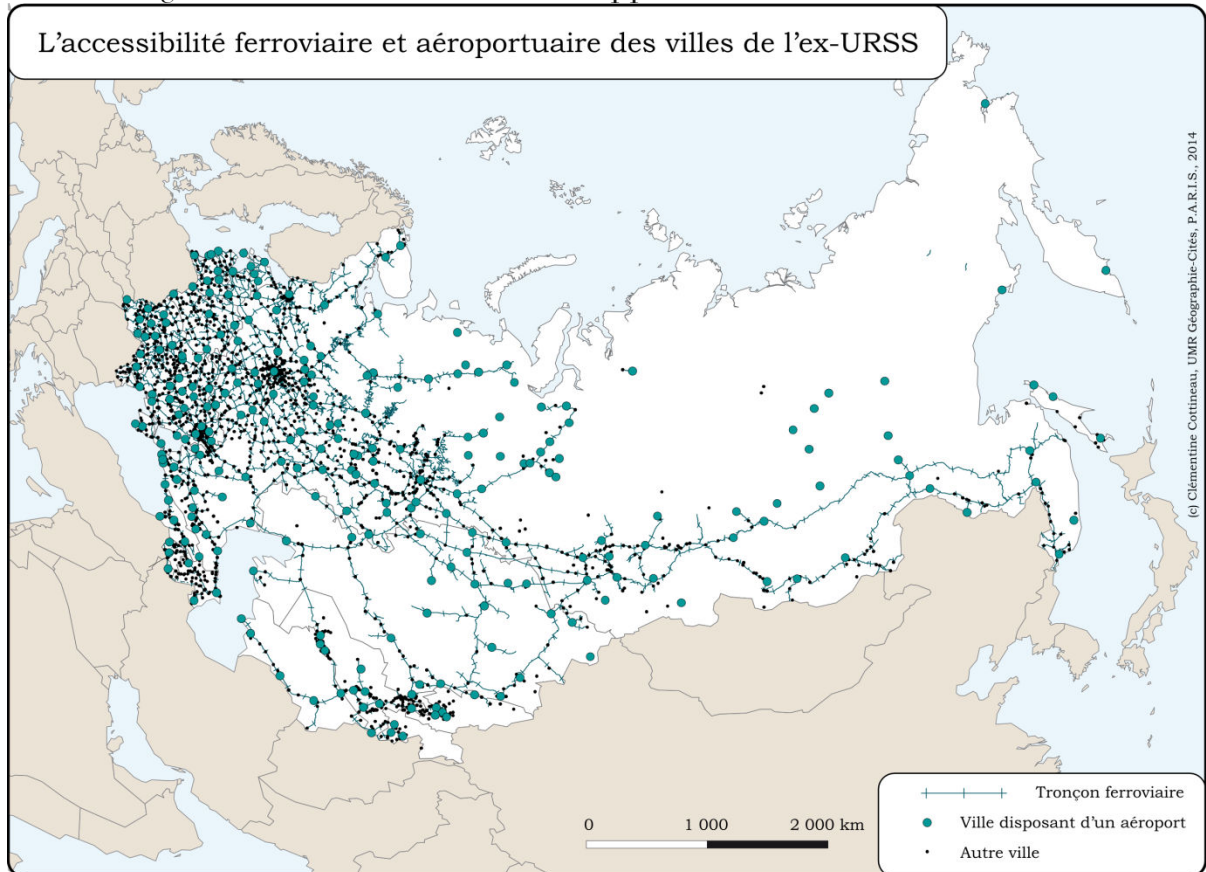 L'accessibilité ferroviaire et aéroportuaire des villes de l'ex-URSS
(c) Clémentine Cottineau, UMR Géographie-Cités, P.A.R.I.S., 2014
Tronçon ferroviaire
Ville disposant d'un aéroport
Autre ville
0 1 000 2 000 km